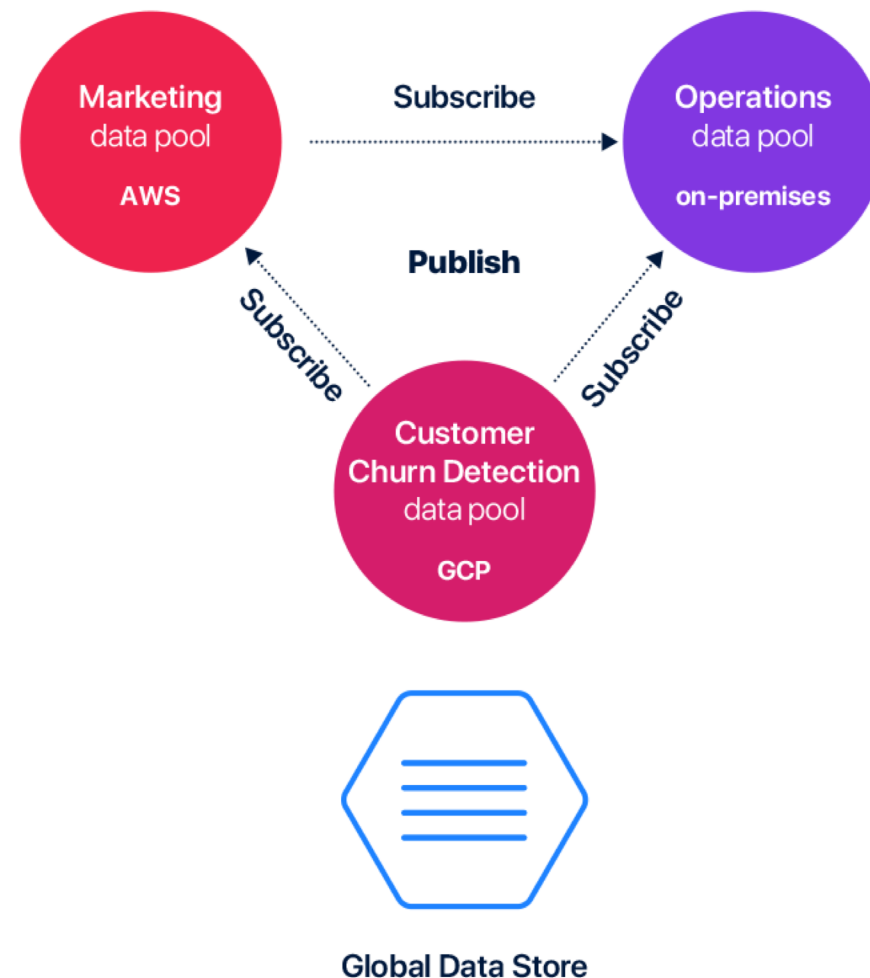 Marketing
data pool
AWS
Subscribe
Operations
data pool
on-premises
Publish
Subscribe
Subscribe
Customer
Churn Detection
data pool
GCP
Global Data Store